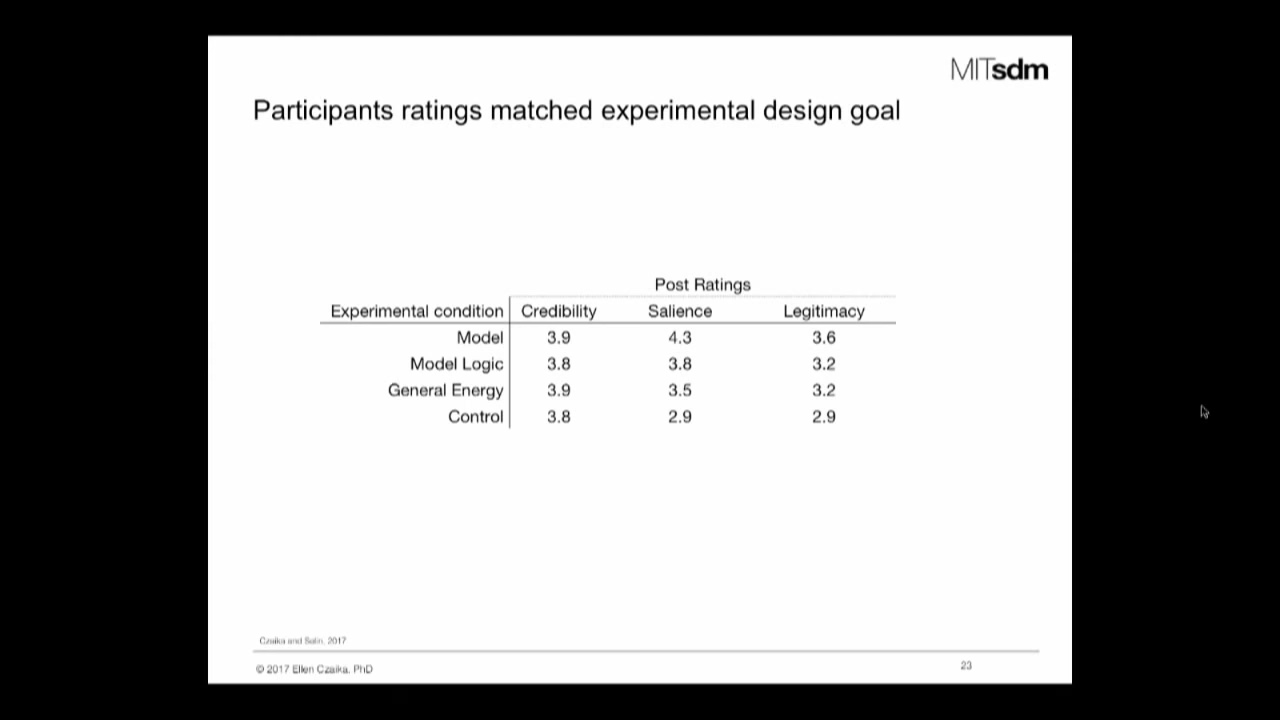 MITsdm
Participants ratings matched experimental design goal
Post Ratings
Experimental condition Credibility Salience Legitimacy
Model 3.9 4.3 3.6
Model Logic 3.8 3.8 3.2
General Energy 3.9 3.5 3.2
Control 3.8 2.9 2.9
Czaika and 2017
© 2017 Ellen Czaika, PhD
23